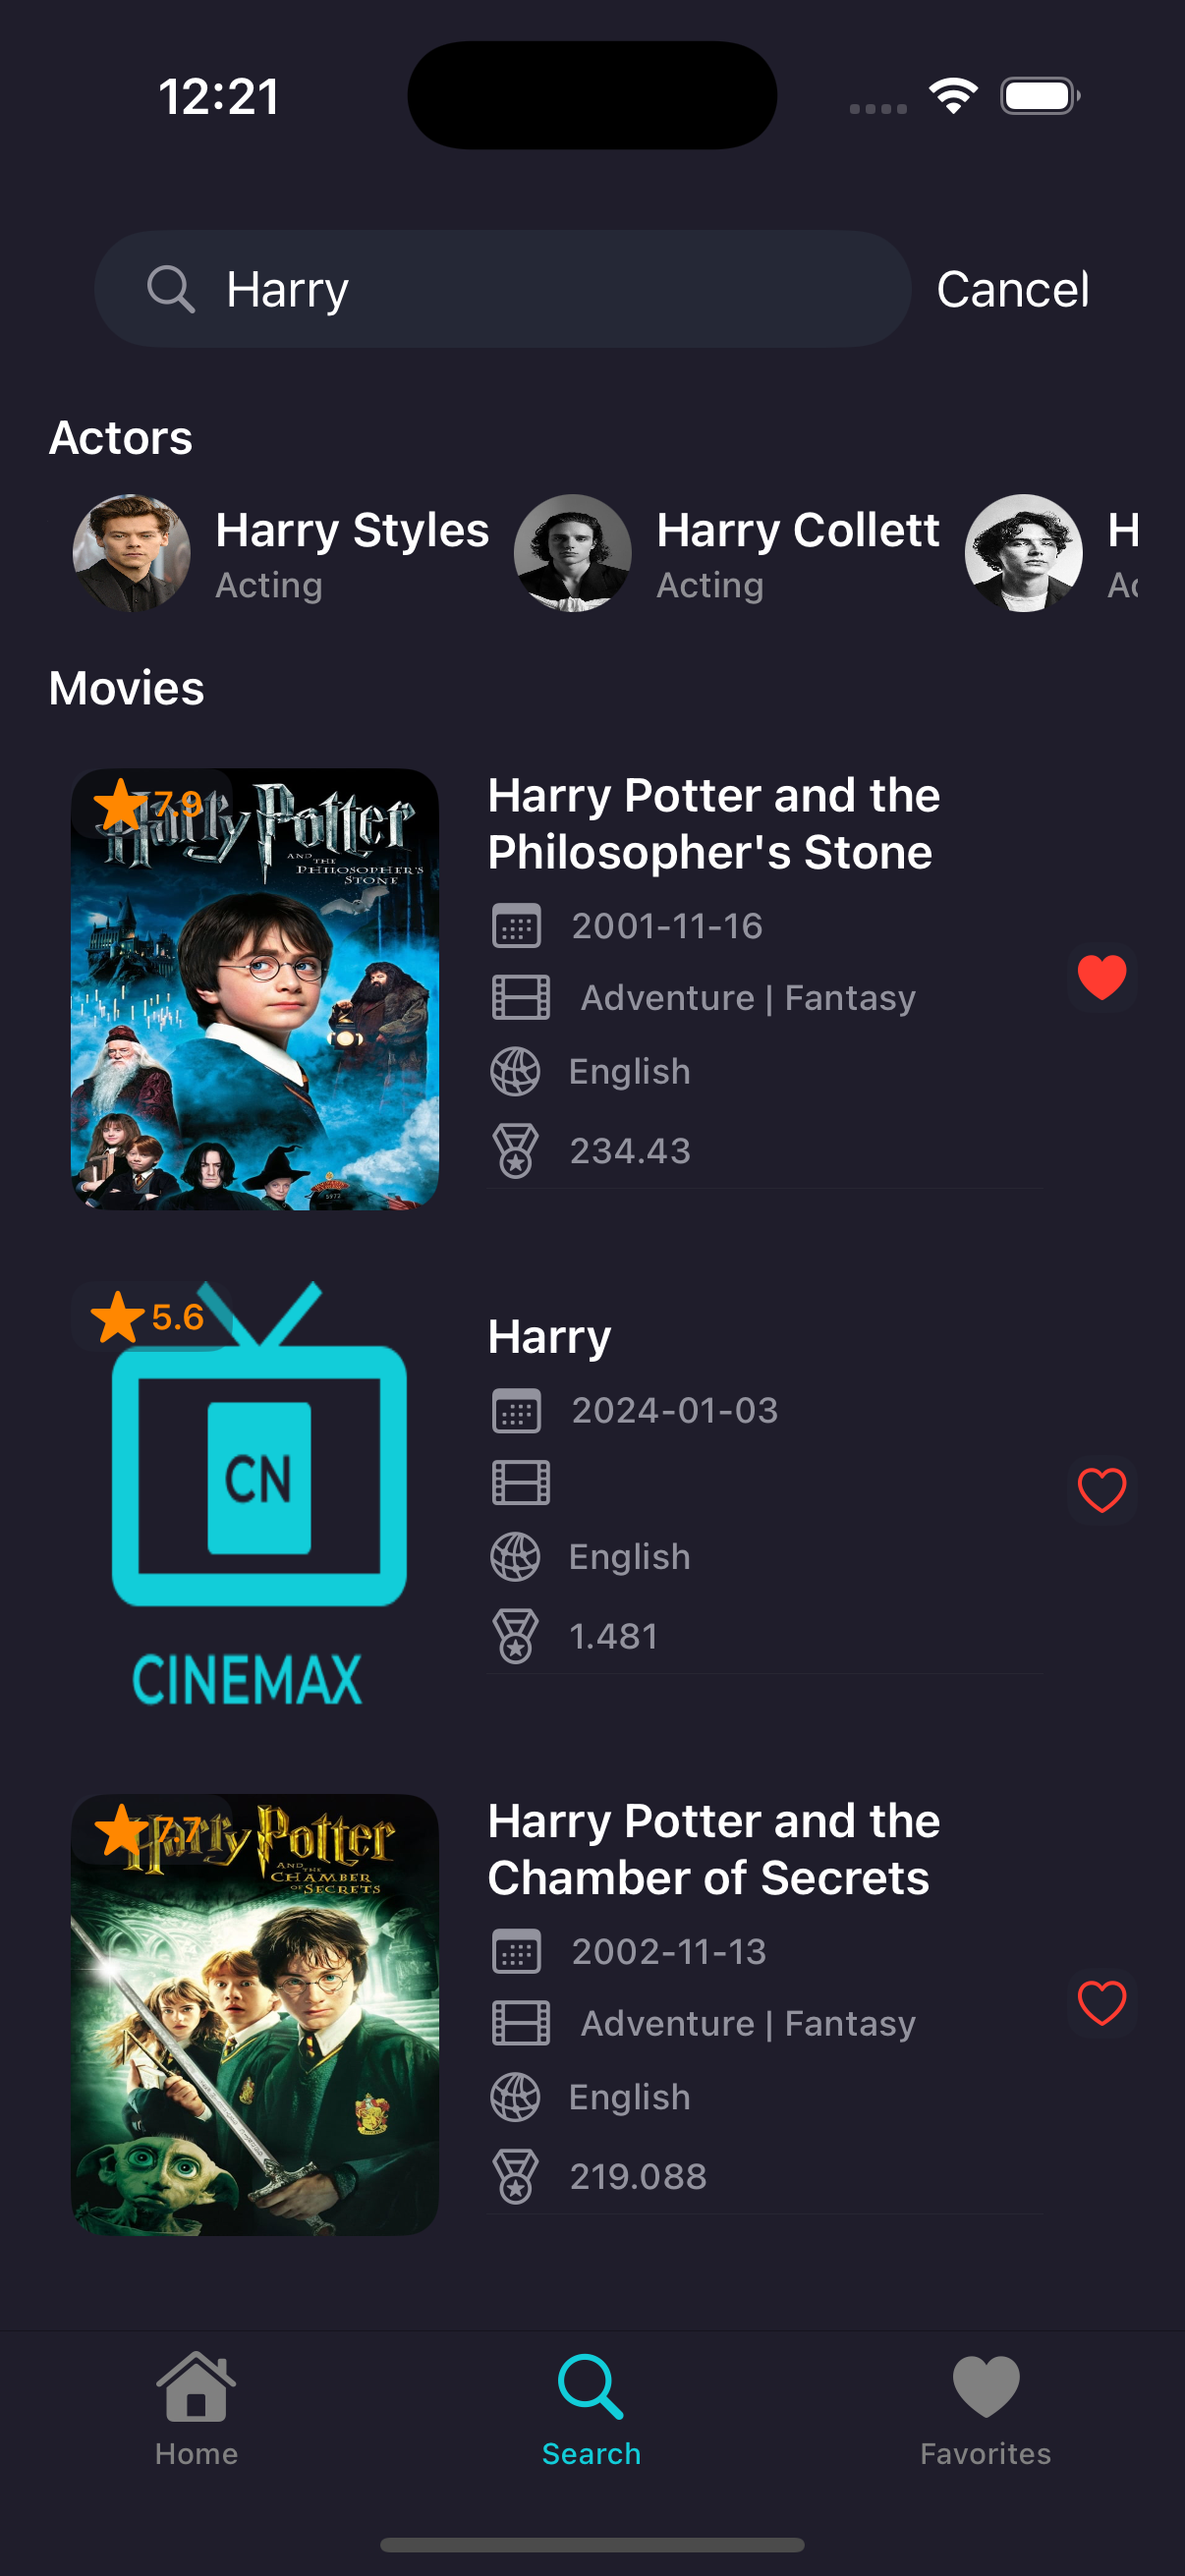 12:21
Harry
Cancel
Actors
Harry Styles
Acting
Harry Collett
Acting
H
Movies
7.9
Harry Potter
AND THE
PHILOSOPHER'S
STONE
5972
Harry Potter and the
Philosopher's Stone
2001-11-16
Adventure | Fantasy
English
234.43
5.6
CN
CINEMAX
Harry
2024-01-03
English
1.481
7.7
Harry Potter
AND THE
CHAMBER
OF SECRETS
Harry Potter and the
Chamber of Secrets
2002-11-13
Adventure | Fantasy
English
219.088
Home
Search
Favorites